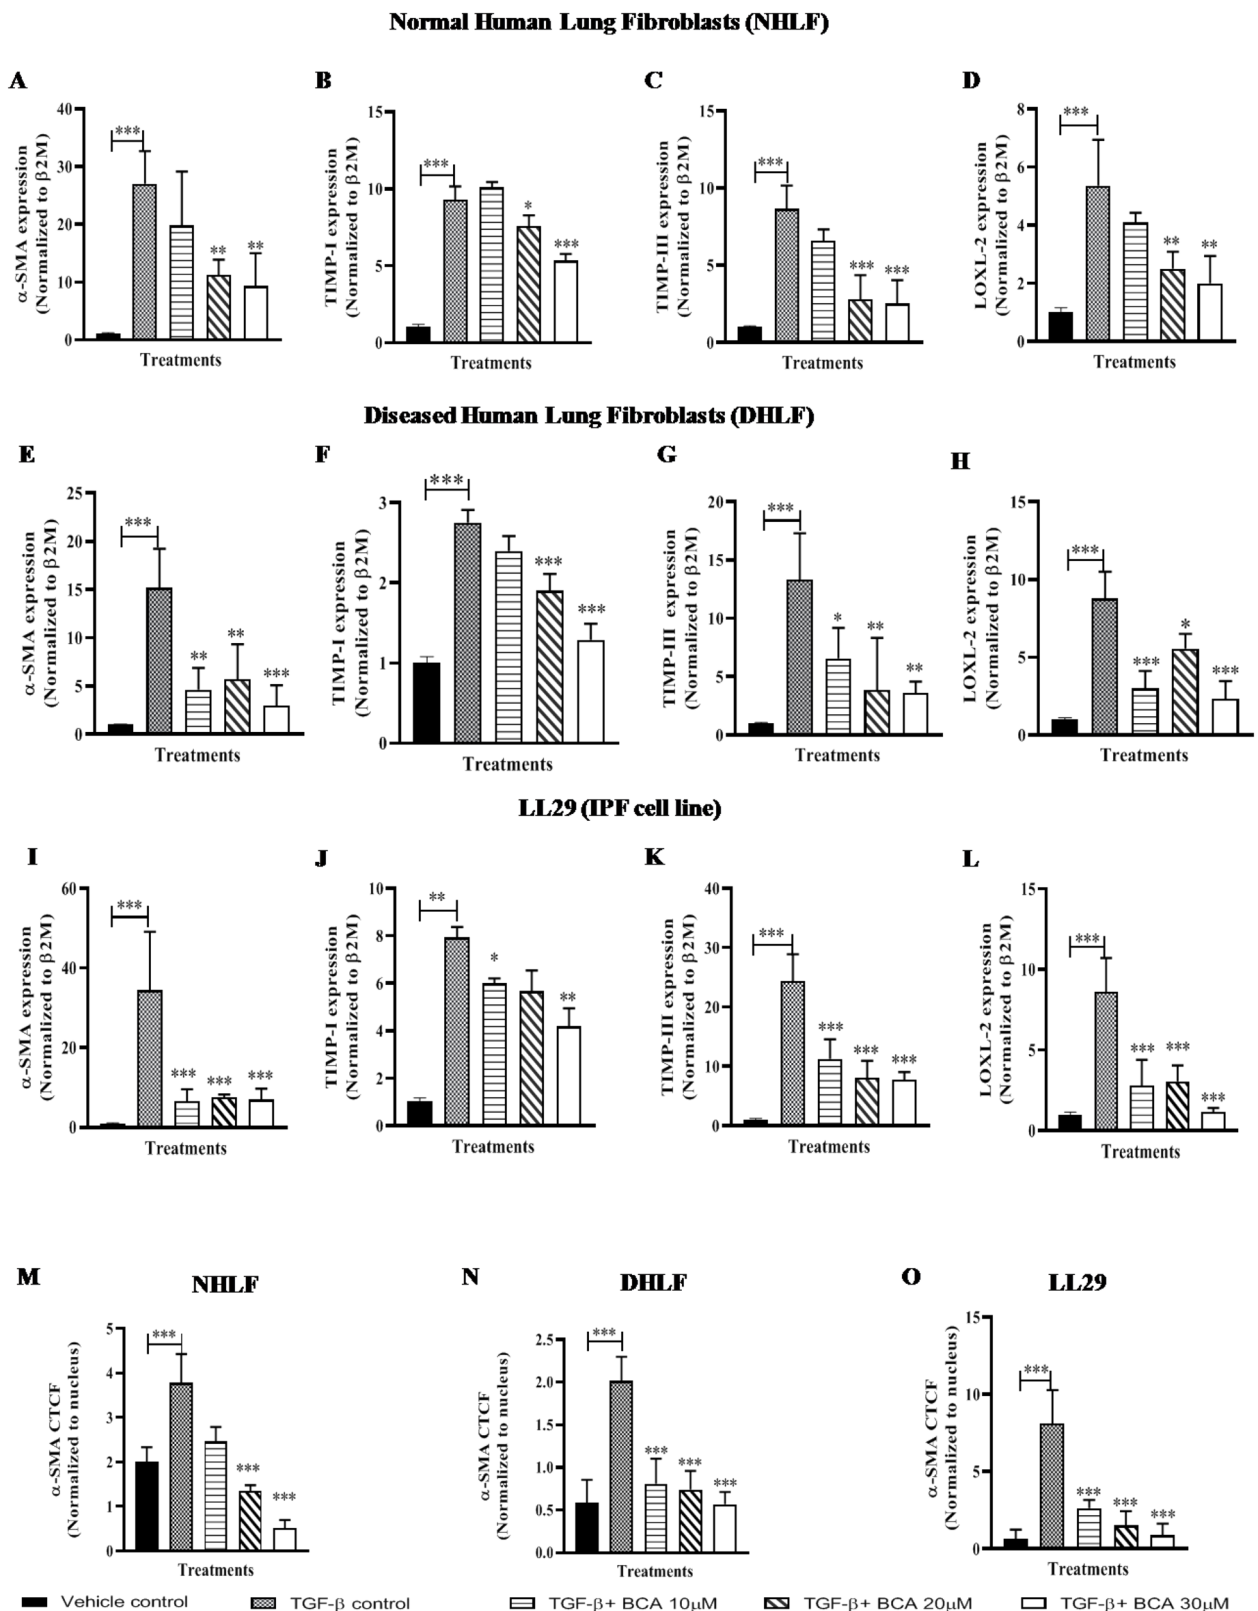 Normal Human Lung Fibroblasts (NHLF)
A
B
C
D
α-SMA expression
(Normalized to β2M)
40
30
20
10
0
***
**
**
Treatments
TIMP-I expression
(Normalized to β2M)
15
10
5
0
***
*
***
Treatments
TIMP-III expression
(Normalized to β2M)
15
10
5
0
***
***
***
Treatments
LOXL-2 expression
(Normalized to β2M)
8
6
4
2
0
***
**
**
Treatments
Diseased Human Lung Fibroblasts (DHLF)
E
F
G
H
α-SMA expression
(Normalized to β2M)
25
20
15
10
5
0
***
**
**
***
Treatments
TIMP-I expression
(Normalized to β2M)
3
2
1
0
***
***
***
Treatments
TIMP-III expression
(Normalized to β2M)
20
15
10
5
0
***
*
**
**
Treatments
LOXL-2 expression
(Normalized to β2M)
15
10
5
0
***
***
*
***
Treatments
LL29 (IPF cell line)
I
J
K
L
α-SMA expression
(Normalized to β2M)
60
40
20
0
***
***
***
***
Treatments
TIMP-I expression
(Normalized to β2M)
10
8
6
4
2
0
**
*
**
Treatments
TIMP-III expression
(Normalized to β2M)
40
30
20
10
0
***
***
***
***
Treatments
LOXL-2 expression
(Normalized to β2M)
15
10
5
0
***
***
***
***
Treatments
M
NHLF
N
DHLF
O
LL29
α-SMA CTCF
(Normalized to nucleus)
5
4
3
2
1
0
***
***
***
Treatments
α-SMA CTCF
(Normalized to nucleus)
2.5
2.0
1.5
1.0
0.5
0.0
***
***
***
***
Treatments
α-SMA CTCF
(Normalized to nucleus)
15
10
5
0
***
***
***
***
Treatments
Vehicle control
TGF-β control
TGF-β+ BCA 10μM
TGF-β+ BCA 20μM
TGF-β+ BCA 30μM